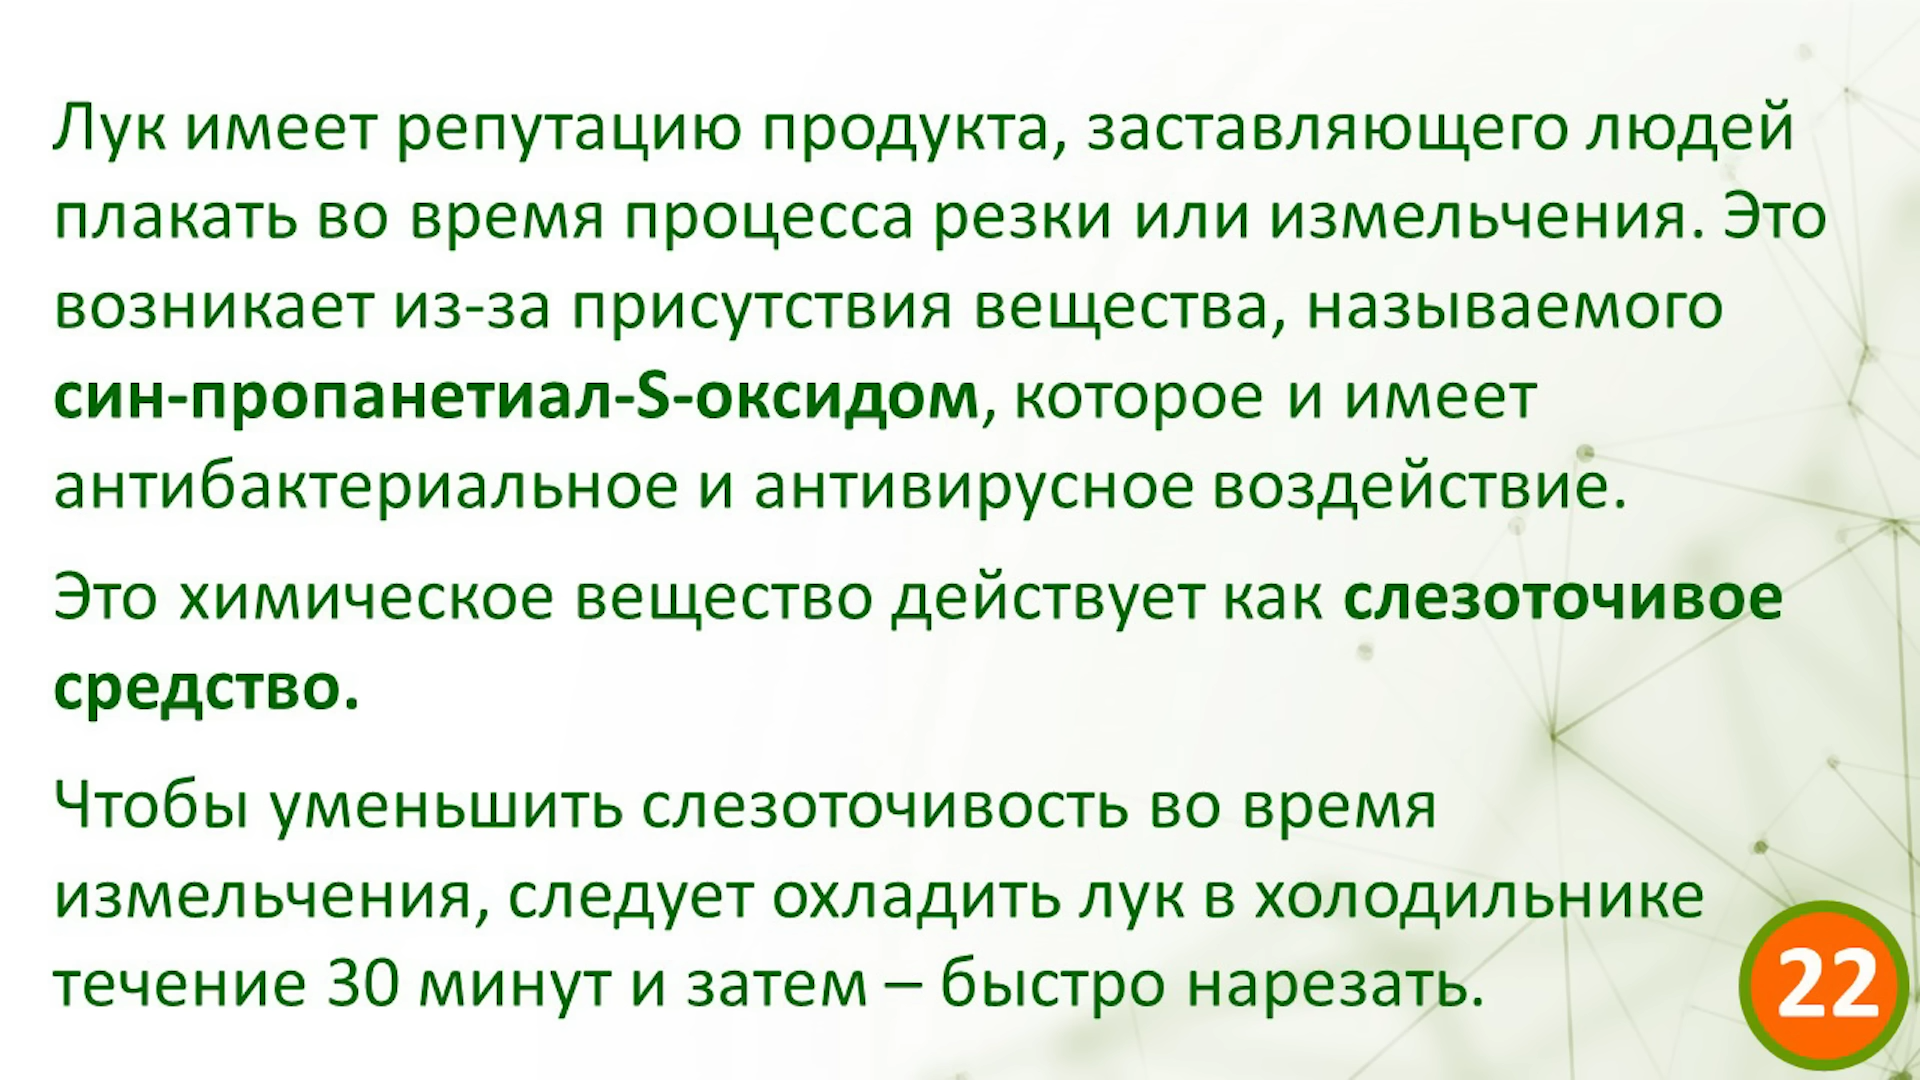 Лук имеет репутацию продукта, заставляющего людей
плакать во время процесса резки или измельчения. Это
возникает из-за присутствия вещества, называемого
син-пропанетиал-S-оксидом, которое и имеет
антибактериальное и антивирусное воздействие.
Это химическое вещество действует как слезоточивое
средство.
Чтобы уменьшить слезоточивость во время
измельчения, следует охладить лук в холодильнике
течение 30 минут и затем – быстро нарезать.
22